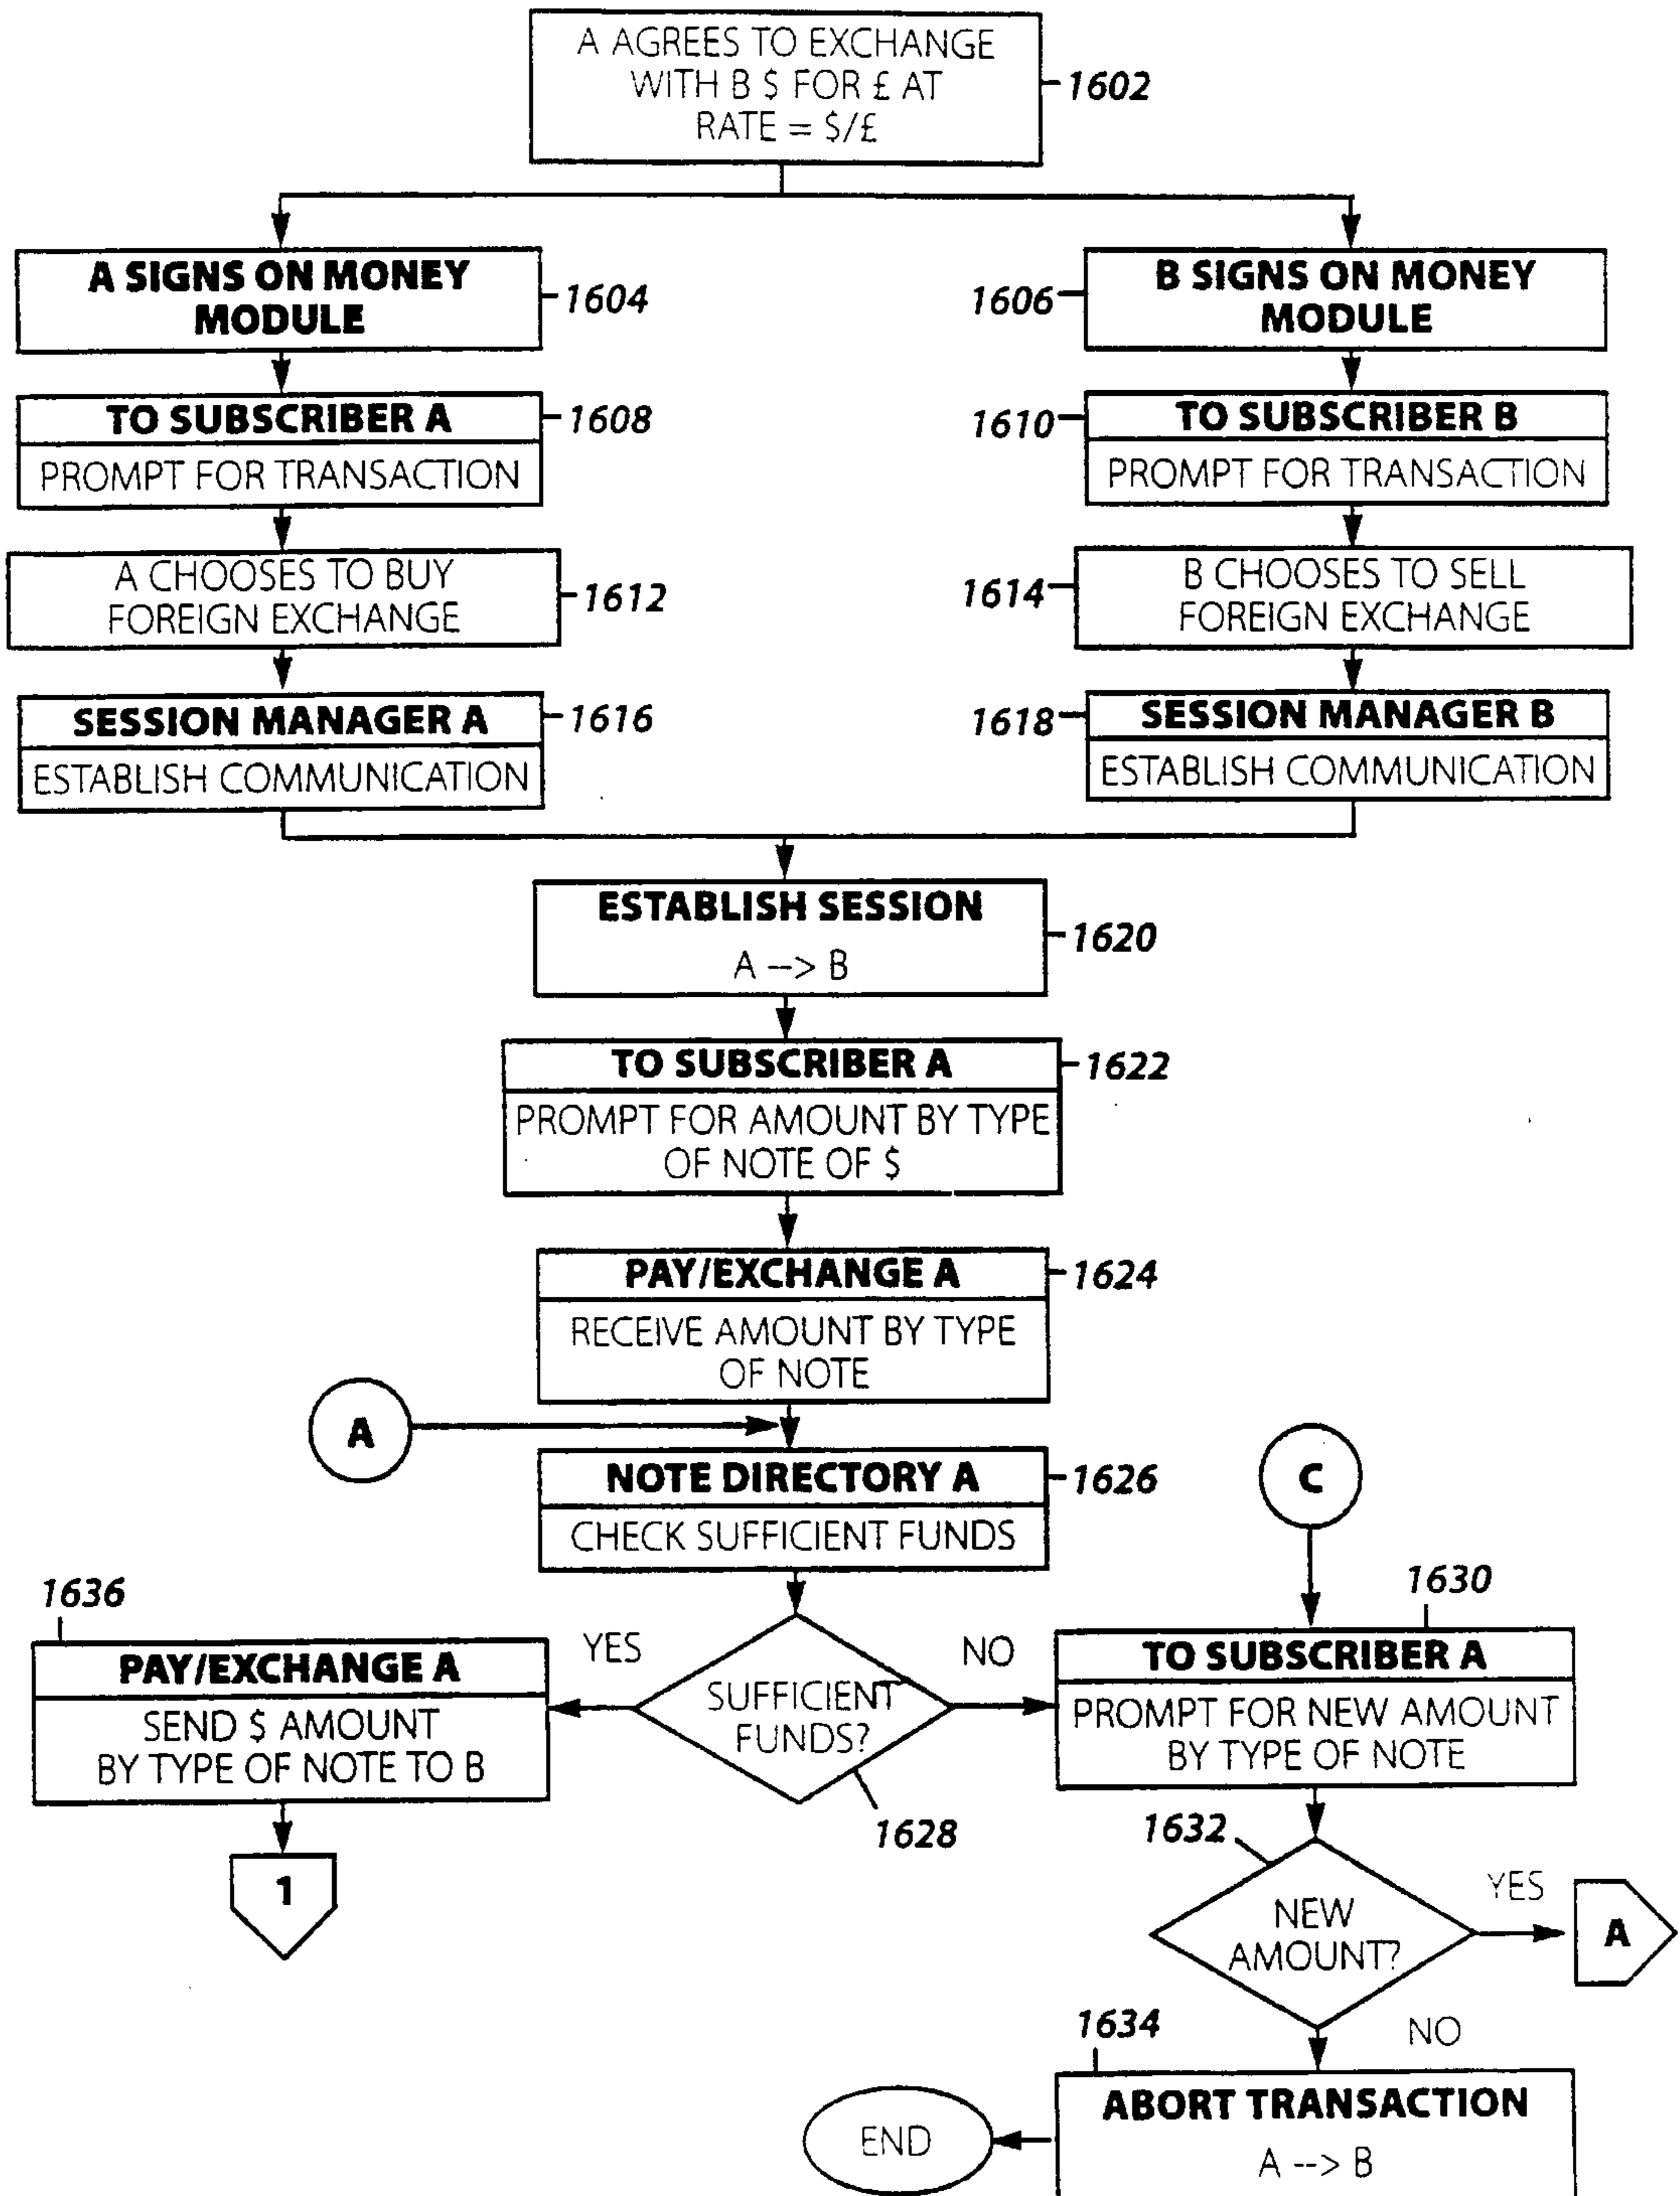 A AGREES TO EXCHANGE
WITH B $ FOR £ AT
RATE = $/£
1602
A SIGNS ON MONEY
MODULE
1604
1606
B SIGNS ON MONEY
MODULE
TO SUBSCRIBER A
1608
PROMPT FOR TRANSACTION
1610
TO SUBSCRIBER B
PROMPT FOR TRANSACTION
A CHOOSES TO BUY
FOREIGN EXCHANGE
1612
1614
B CHOOSES TO SELL
FOREIGN EXCHANGE
SESSION MANAGER A
1616
ESTABLISH COMMUNICATION
1618
SESSION MANAGER B
ESTABLISH COMMUNICATION
ESTABLISH SESSION
A --> B
1620
TO SUBSCRIBER A
1622
PROMPT FOR AMOUNT BY TYPE
OF NOTE OF $
PAY/EXCHANGE A
1624
RECEIVE AMOUNT BY TYPE
OF NOTE
A
NOTE DIRECTORY A
1626
CHECK SUFFICIENT FUNDS
C
1636
PAY/EXCHANGE A
SEND $ AMOUNT
BY TYPE OF NOTE TO B
YES
SUFFICIENT
FUNDS?
NO
1628
1630
TO SUBSCRIBER A
PROMPT FOR NEW AMOUNT
BY TYPE OF NOTE
1
1632
NEW
AMOUNT?
YES
A
NO
1634
ABORT TRANSACTION
A --> B
END